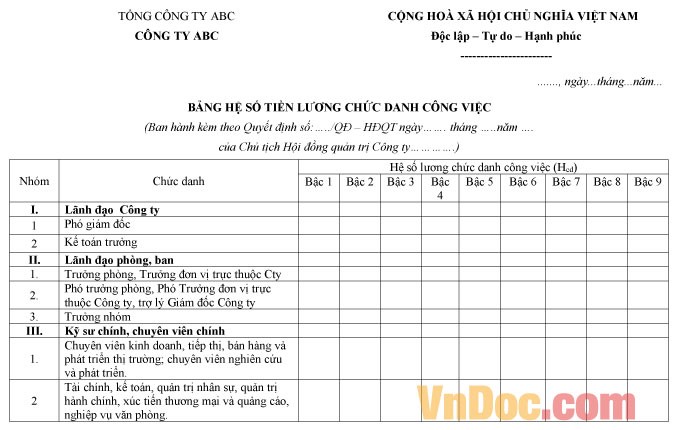 TỔNG CÔNG TY ABC
CỘNG HOÀ XÃ HỘI CHỦ NGHĨA VIỆT NAM
CÔNG TY ABC
Độc lập – Tự do – Hạnh phúc
-----------------------
......., ngày...tháng...năm...
BẢNG HỆ SỐ TIỀN LƯƠNG CHỨC DANH CÔNG VIỆC
(Ban hành kèm theo Quyết định số:…../QĐ – HĐQT ngày……. tháng …..năm ….
của Chủ tịch Hội đồng quản trị Công ty………….)
Nhóm
Chức danh
Hệ số lương chức danh công việc (Hcd)
Bậc 1 Bậc 2 Bậc 3 Bậc 4 Bậc 5 Bậc 6 Bậc 7 Bậc 8 Bậc 9
I. Lãnh đạo Công ty
1 Phó giám đốc
2 Kế toán trưởng
II. Lãnh đạo phòng, ban
1. Trưởng phòng, Trưởng đơn vị trực thuộc Cty
2. Phó trưởng phòng, Phó Trưởng đơn vị trực
thuộc Công ty, trợ lý Giám đốc Công ty
3. Trưởng nhóm
III. Kỹ sư chính, chuyên viên chính
1. Chuyên viên kinh doanh, tiếp thị, bán hàng và
phát triển thị trường; chuyên viên nghiên cứu
và phát triển.
2 Tài chính, kế toán, quản trị nhân sự, quản trị
hành chính, xúc tiến thương mại và quảng cáo,
nghiệp vụ văn phòng.
VnDoc.com